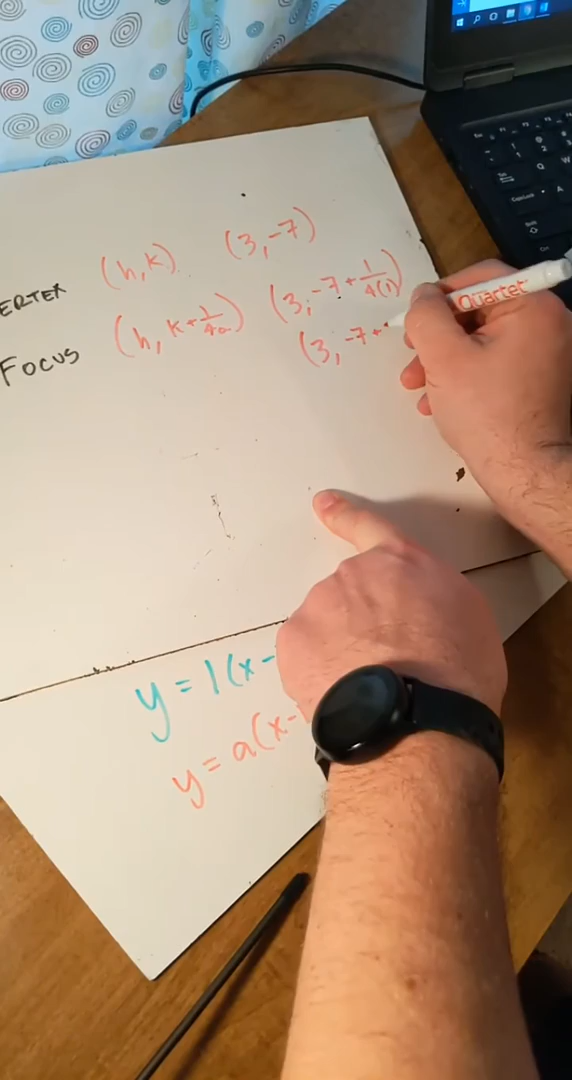 ERTEX (h, k) (3, -7)
FOCUS (h, k + 1/4a) (3, -7 + 1/4(1))
(3, -7 +
Quartet
y = 1(x -
y = a(x -